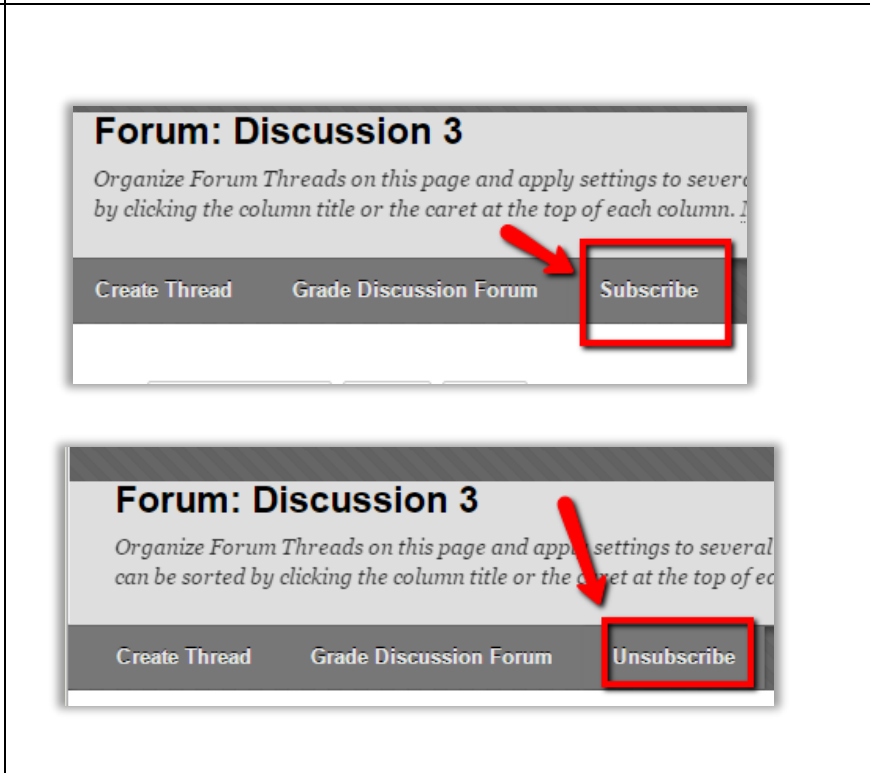 Forum: Discussion 3
Organize Forum Threads on this page and apply settings to
by clicking the column title or the caret at the top of each column.
Create Thread Grade Discussion Forum Subscribe
Forum: Discussion 3
Organize Forum Threads on this page and apply settings to several
can be sorted by clicking the column title or the caret at the top of
Create Thread Grade Discussion Forum Unsubscribe